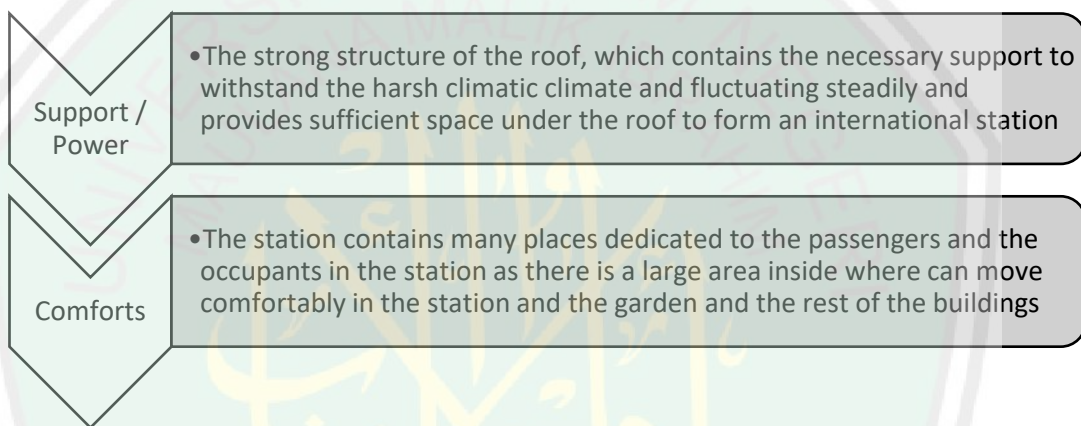 Support /
Power
•The strong structure of the roof, which contains the necessary support to
withstand the harsh climatic climate and fluctuating steadily and
provides sufficient space under the roof to form an international station
Comforts
•The station contains many places dedicated to the passengers and the
occupants in the station as there is a large area inside where can move
comfortably in the station and the garden and the rest of the buildings